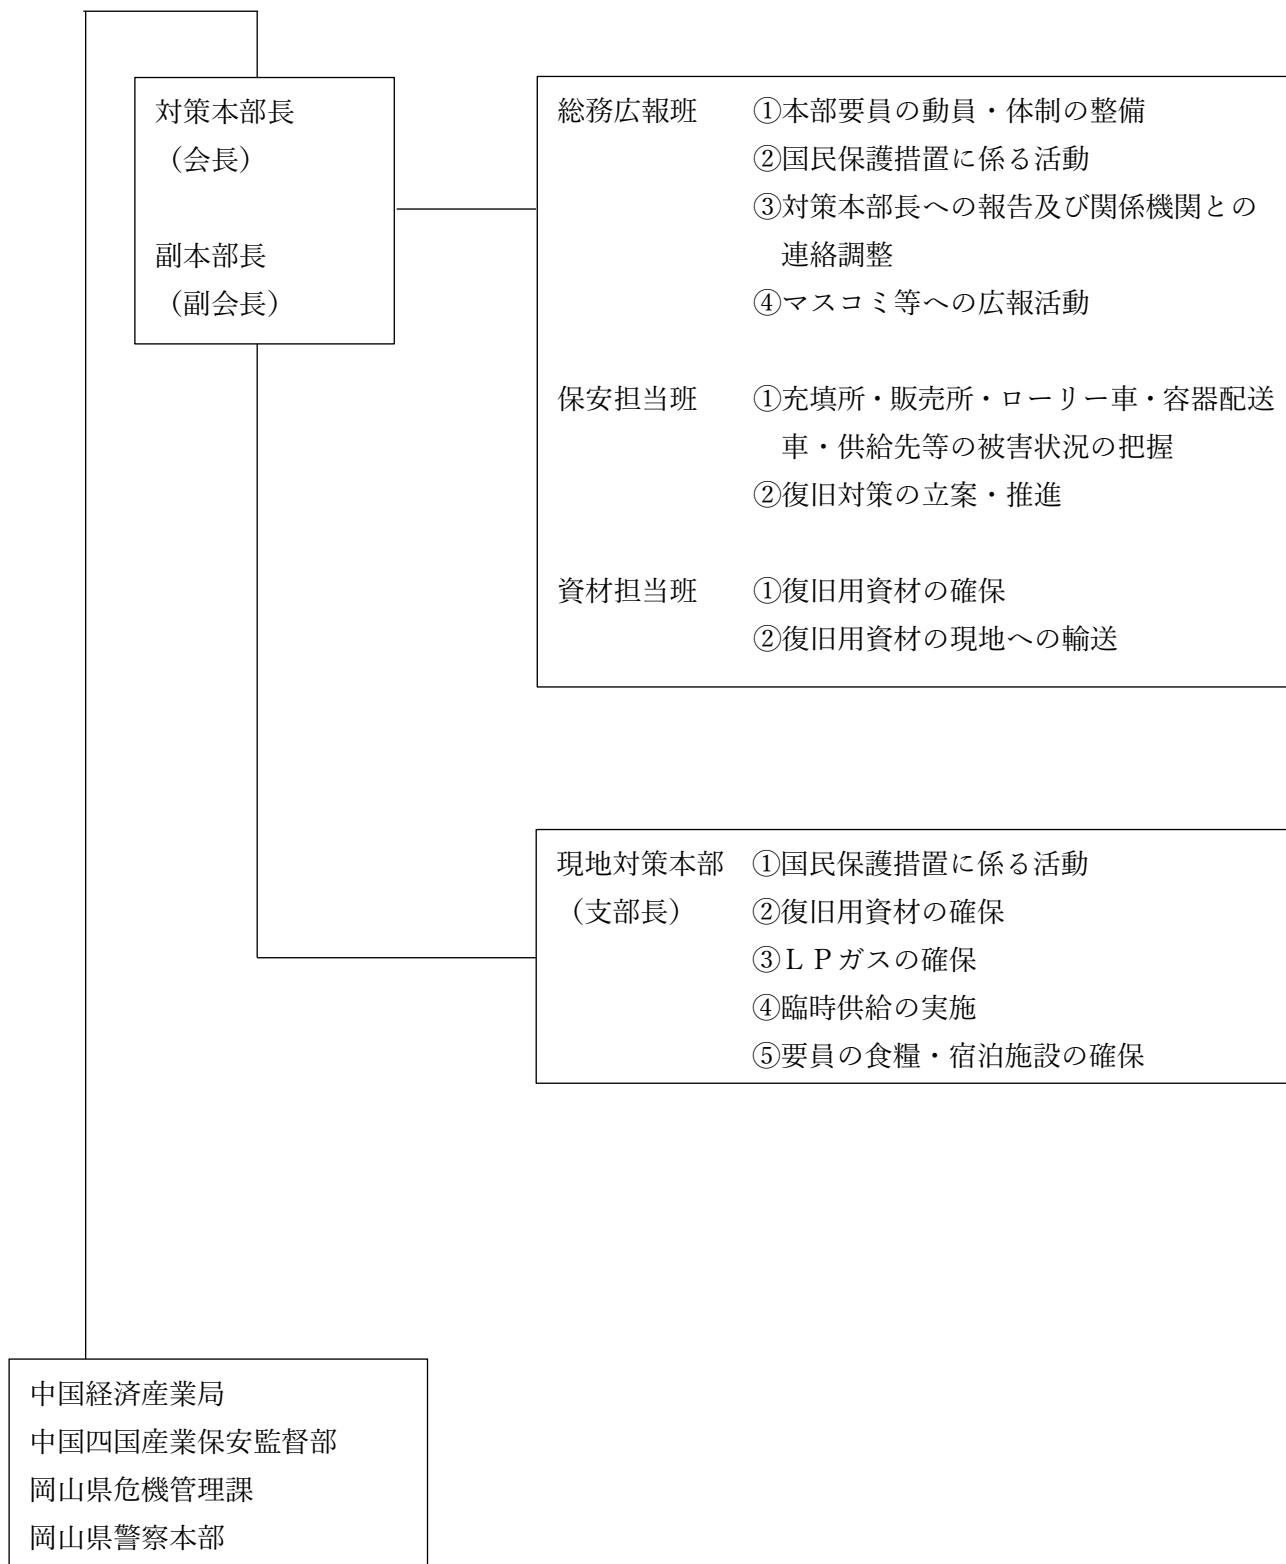 対策本部長
（会長）
副本部長
（副会長）
総務広報班 ①本部要員の動員・体制の整備
②国民保護措置に係る活動
③対策本部長への報告及び関係機関との
連絡調整
④マスコミ等への広報活動
保安担当班 ①充填所・販売所・ローリー車・容器配送
車・供給先等の被害状況の把握
②復旧対策の立案・推進
資材担当班 ①復旧用資材の確保
②復旧用資材の現地への輸送
現地対策本部 ①国民保護措置に係る活動
（支部長） ②復旧用資材の確保
③ＬＰガスの確保
④臨時供給の実施
⑤要員の食糧・宿泊施設の確保
中国経済産業局
中国四国産業保安監督部
岡山県危機管理課
岡山県警察本部